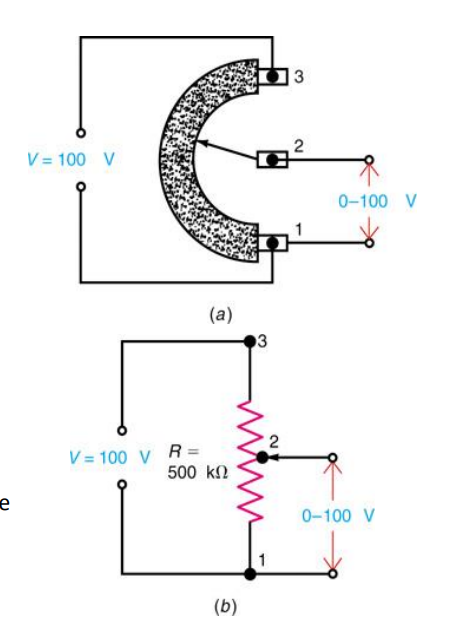 3
V = 100 V
2
0–100 V
1
(a)
3
2
V = 100 V
R =
500 kΩ
e
0–100 V
1
(b)